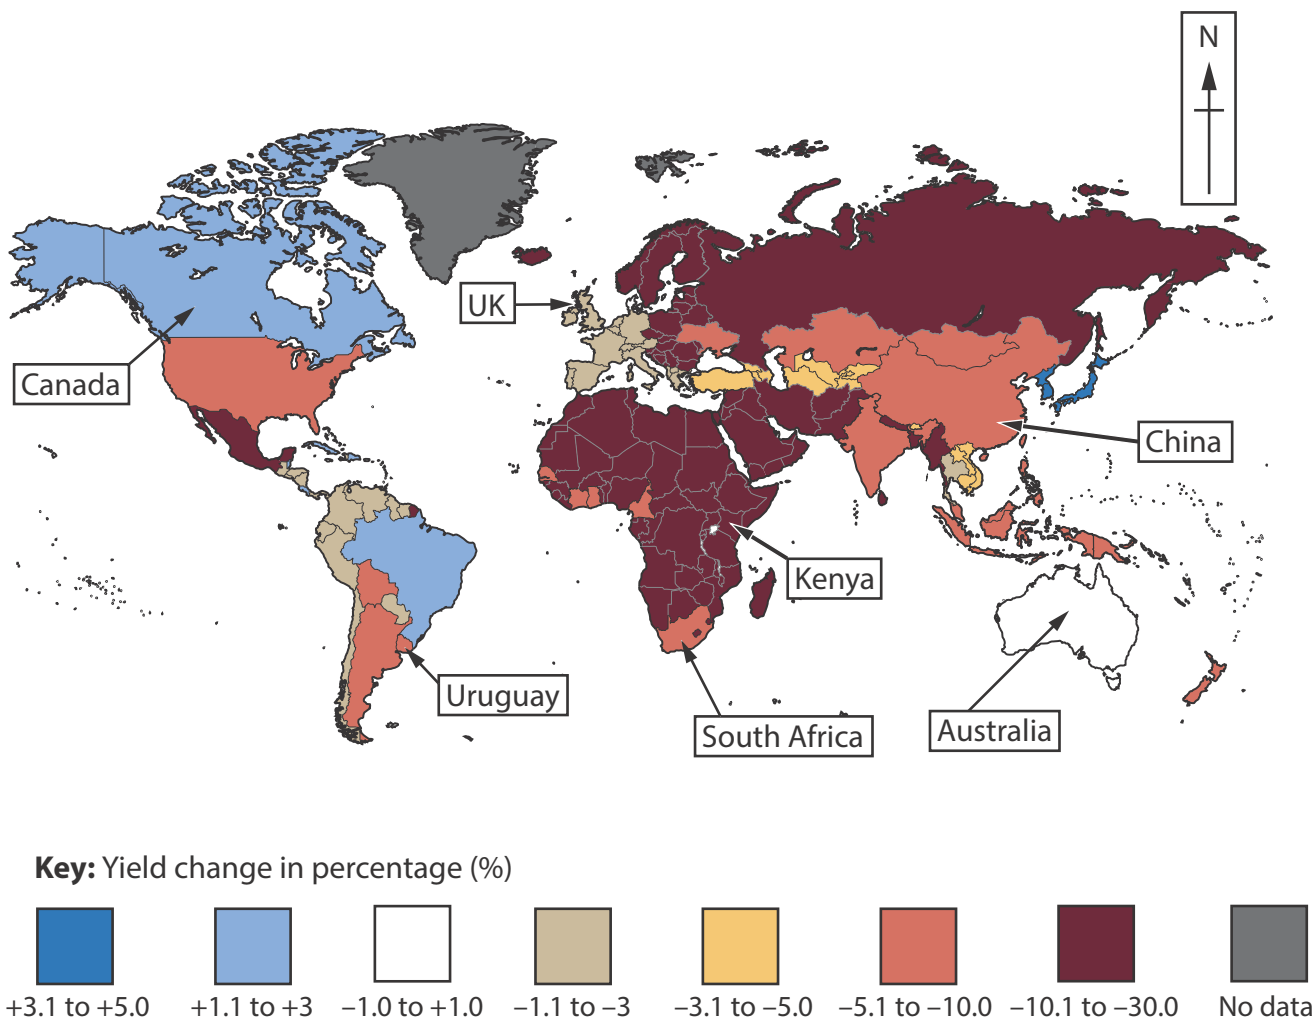 N
UK
Canada
China
Kenya
Uruguay
South Africa
Australia
Key: Yield change in percentage (%)
+3.1 to +5.0
+1.1 to +3
–1.0 to +1.0
–1.1 to –3
–3.1 to –5.0
–5.1 to –10.0
–10.1 to –30.0
No data